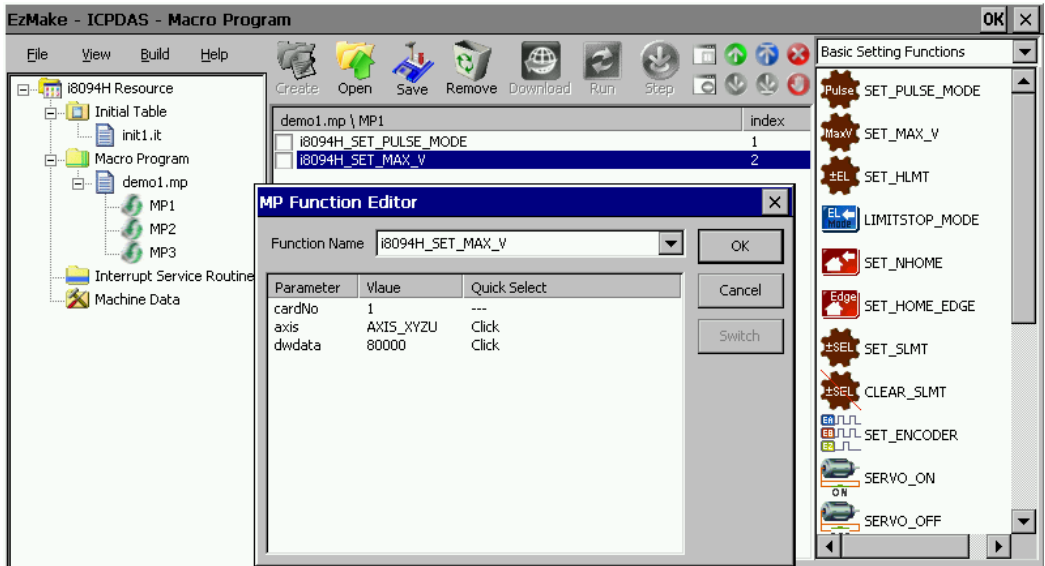 EzMake - ICPDAS - Macro Program OK
File View Build Help
Create Open Save Remove Download Run Step
i8094H Resource
Initial Table
init1.it
Macro Program
demo1.mp
MP1
MP2
MP3
Interrupt Service Routine
Machine Data
demo1.mp \ MP1 index
i8094H_SET_PULSE_MODE 1
i8094H_SET_MAX_V 2
MP Function Editor
Function Name i8094H_SET_MAX_V OK
Cancel
Switch
Parameter Vlaue Quick Select
cardNo 1 ---
axis AXIS_XYZU Click
dwdata 80000 Click
Basic Setting Functions
Pulse SET_PULSE_MODE
MaxV SET_MAX_V
±EL SET_HLMT
EL Mode LIMITSTOP_MODE
SET_NHOME
Edge SET_HOME_EDGE
±SEL SET_SLMT
±SEL CLEAR_SLMT
EA EB EZ SET_ENCODER
SERVO_ON
ON
SERVO_OFF